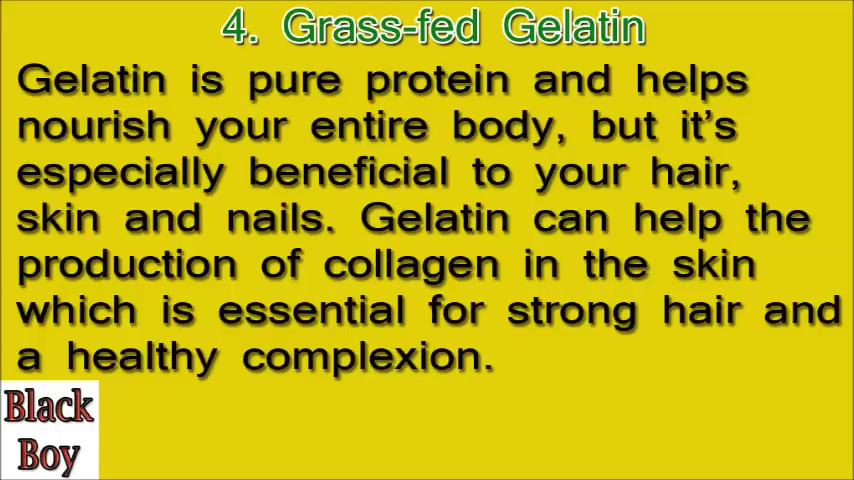 4. Grass-fed Gelatin
Gelatin is pure protein and helps
nourish your entire body, but it’s
especially beneficial to your hair,
skin and nails. Gelatin can help the
production of collagen in the skin
which is essential for strong hair and
a healthy complexion.
Black
Boy